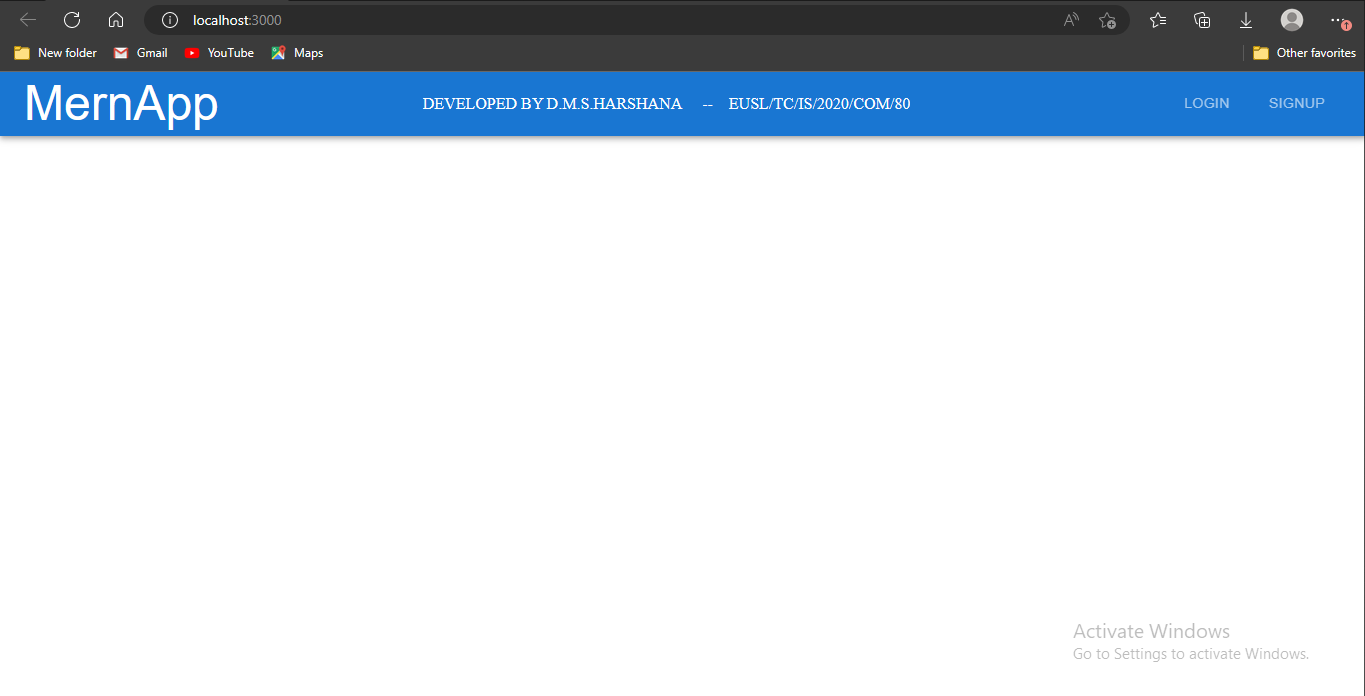 localhost:3000
New folder Gmail YouTube Maps Other favorites
MernApp DEVELOPED BY D.M.S.HARSHANA -- EUSL/TC/IS/2020/COM/80 LOGIN SIGNUP
Activate Windows
Go to Settings to activate Windows.